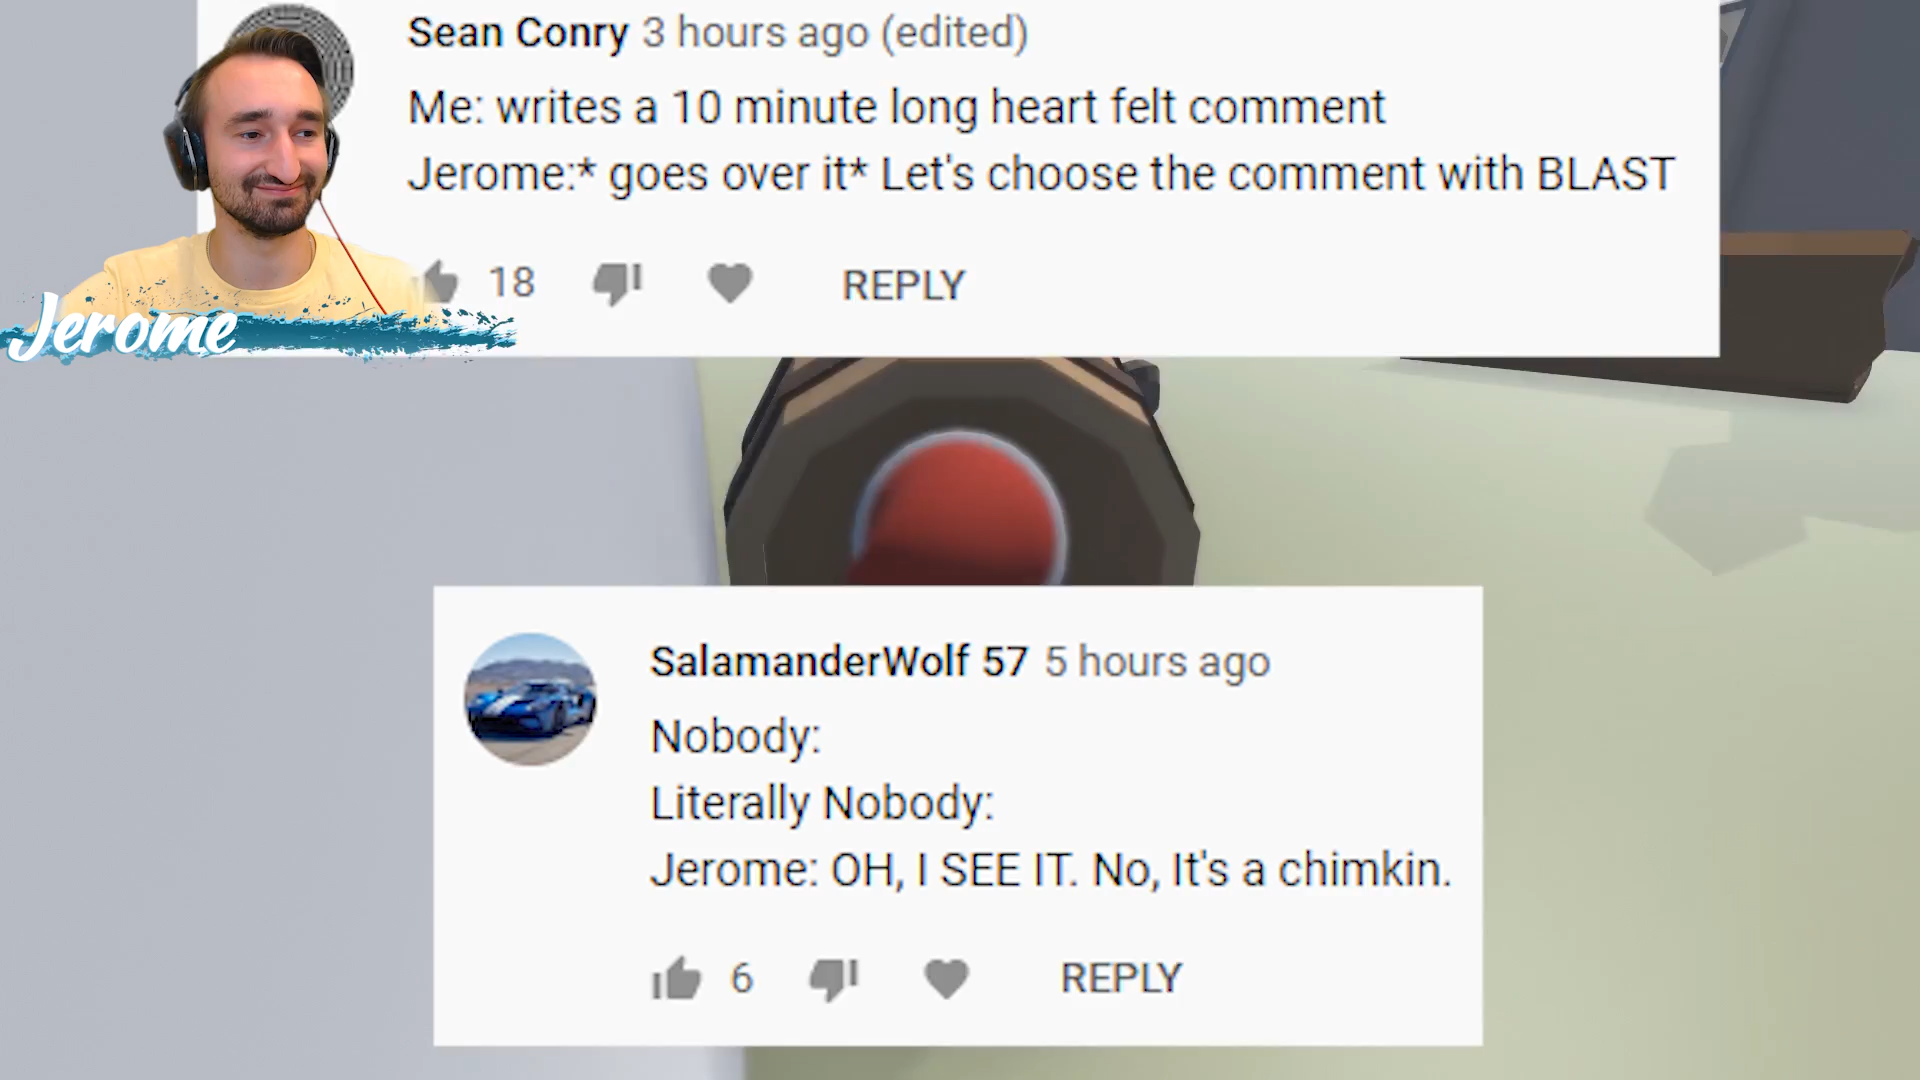 Sean Conry 3 hours ago (edited)
Me: writes a 10 minute long heart felt comment
Jerome:* goes over it* Let's choose the comment with BLAST
18 REPLY
Jerome
SalamanderWolf 57 5 hours ago
Nobody:
Literally Nobody:
Jerome: OH, I SEE IT. No, It's a chimkin.
6 REPLY